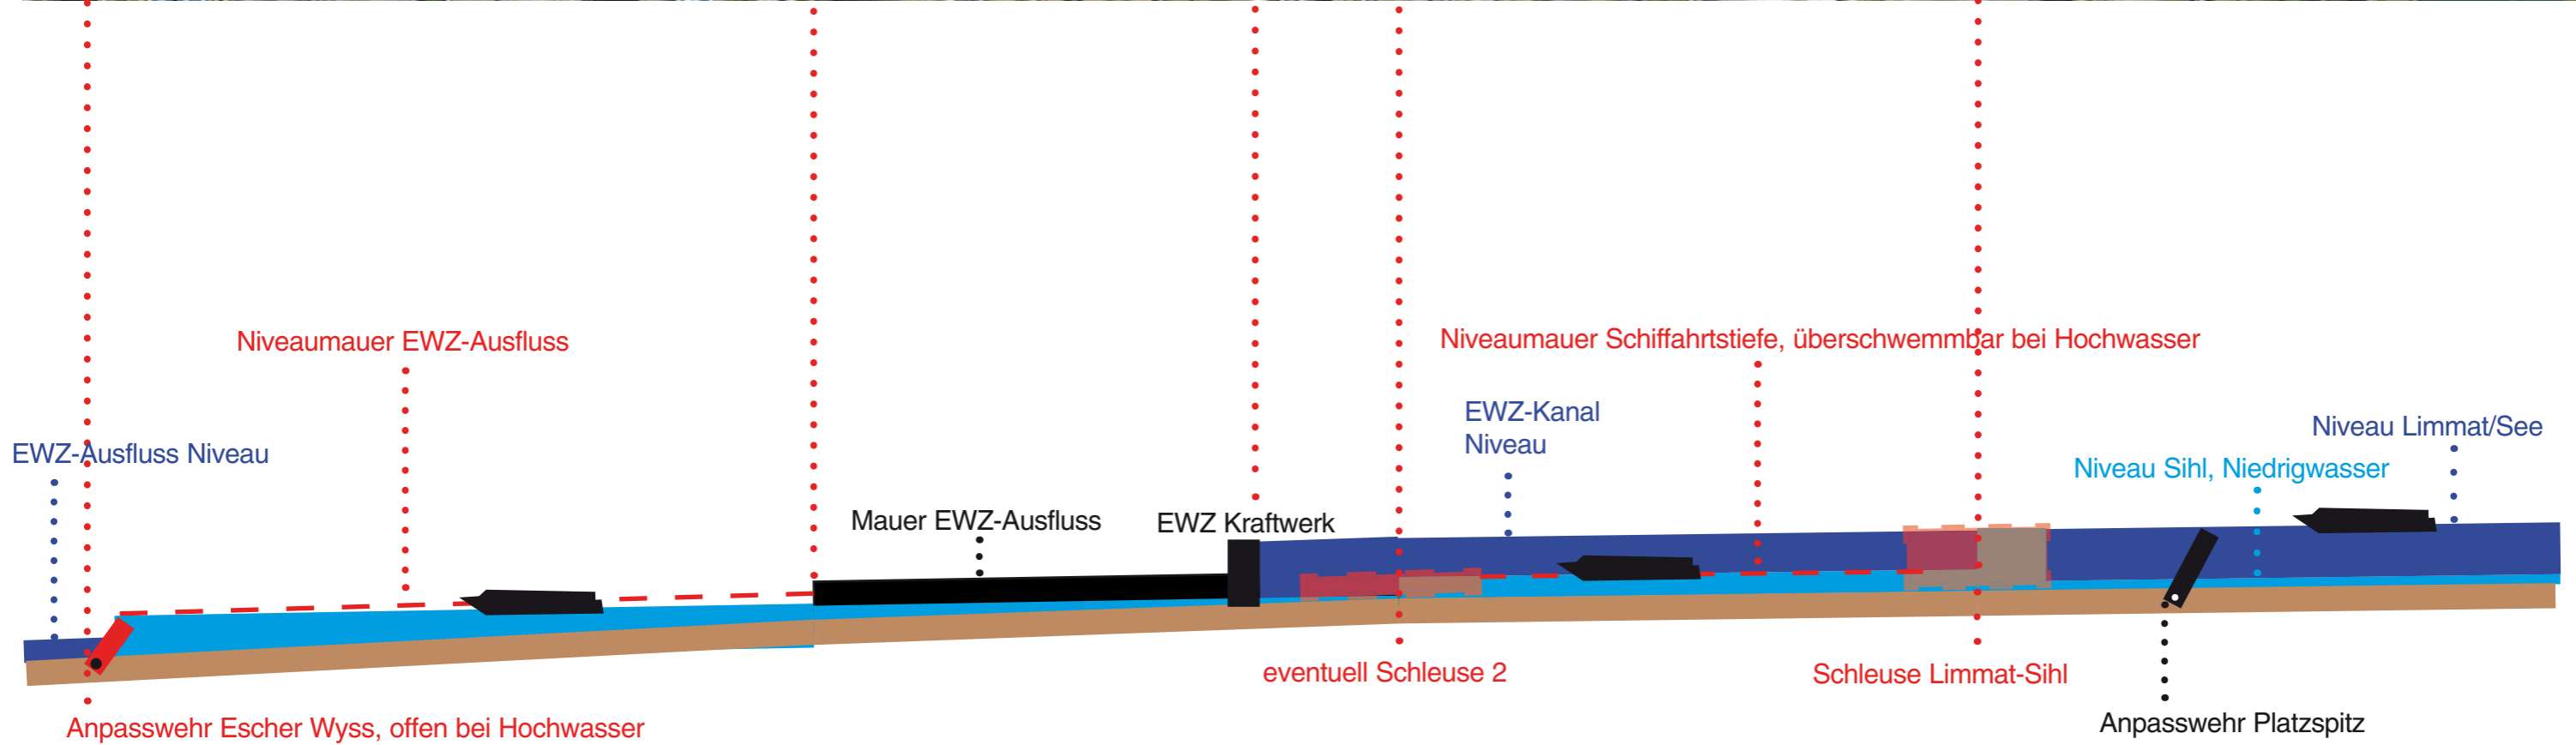 Niveaumauer EWZ-Ausfluss
Niveaumauer Schiffahrtstiefe, überschwemmbar bei Hochwasser
EWZ-Kanal
Niveau
Niveau Limmat/See
EWZ-Ausfluss Niveau
Niveau Sihl, Niedrigwasser
Mauer EWZ-Ausfluss
EWZ Kraftwerk
eventuell Schleuse 2
Schleuse Limmat-Sihl
Anpasswehr Escher Wyss, offen bei Hochwasser
Anpasswehr Platzspitz